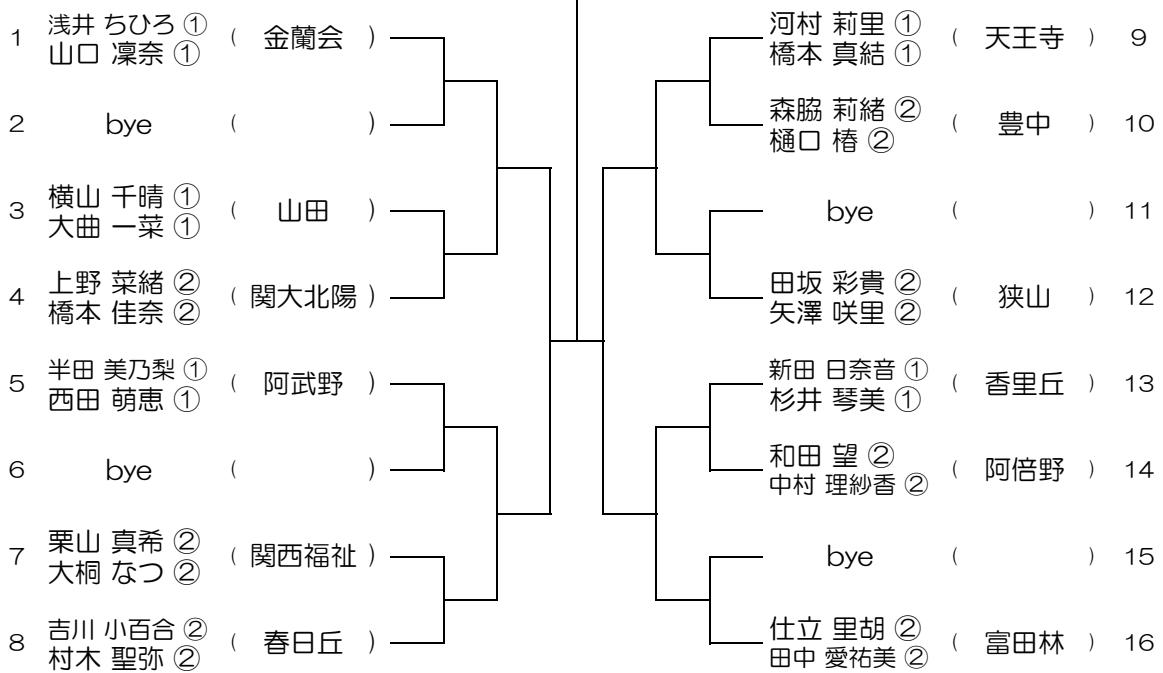 1 浅井 ちひろ ① ( 金蘭会 )
山口 凜奈 ①
2 bye ( )
3 横山 千晴 ① ( 山田 )
大曲 一菜 ①
4 上野 菜緒 ② ( 関大北陽 )
橋本 佳奈 ②
5 半田 美乃梨 ① ( 阿武野 )
西田 萌恵 ①
6 bye ( )
7 栗山 真希 ② ( 関西福祉 )
大桐 なつ ②
8 吉川 小百合 ② ( 春日丘 )
村木 聖弥 ②
河村 莉里 ① ( 天王寺 ) 9
橋本 真結 ①
森脇 莉緒 ② ( 豊中 ) 10
樋口 椿 ②
bye ( ) 11
田坂 彩貴 ② ( 狭山 ) 12
矢澤 咲里 ②
新田 日奈音 ① ( 香里丘 ) 13
杉井 琴美 ①
和田 望 ② ( 阿倍野 ) 14
中村 理紗香 ②
bye ( ) 15
仕立 里胡 ② ( 富田林 ) 16
田中 愛祐美 ②